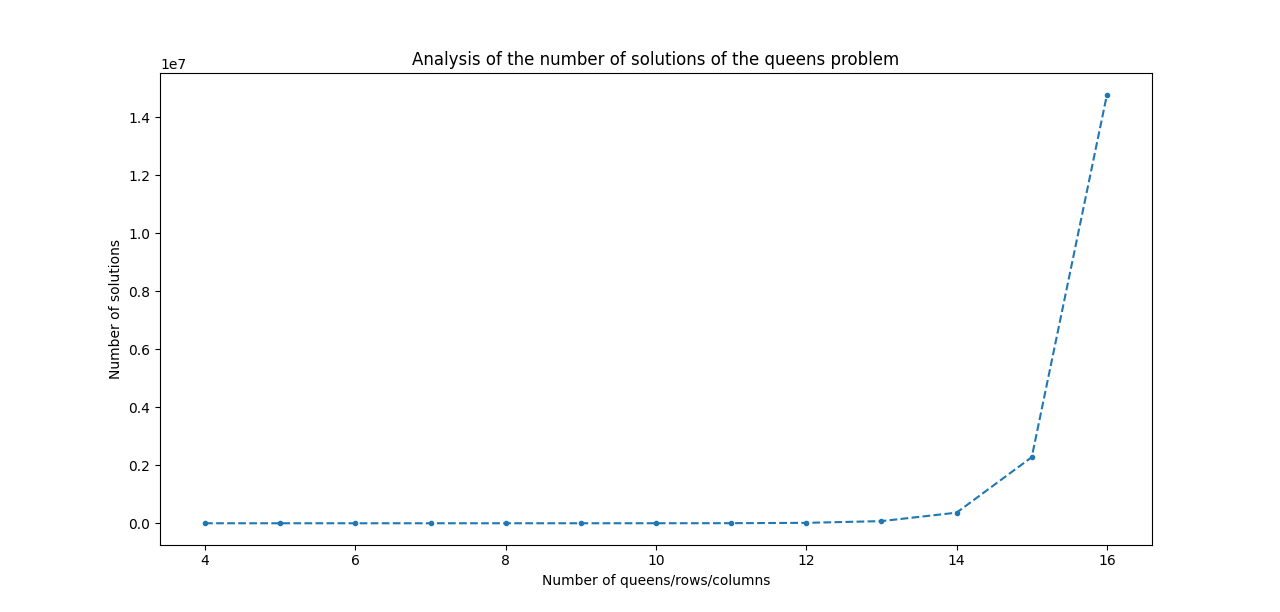 Analysis of the number of solutions of the queens problem
1e7
1.4
1.2
1.0
0.8
0.6
0.4
0.2
0.0
Number of solutions
4 6 8 10 12 14 16
Number of queens/rows/columns